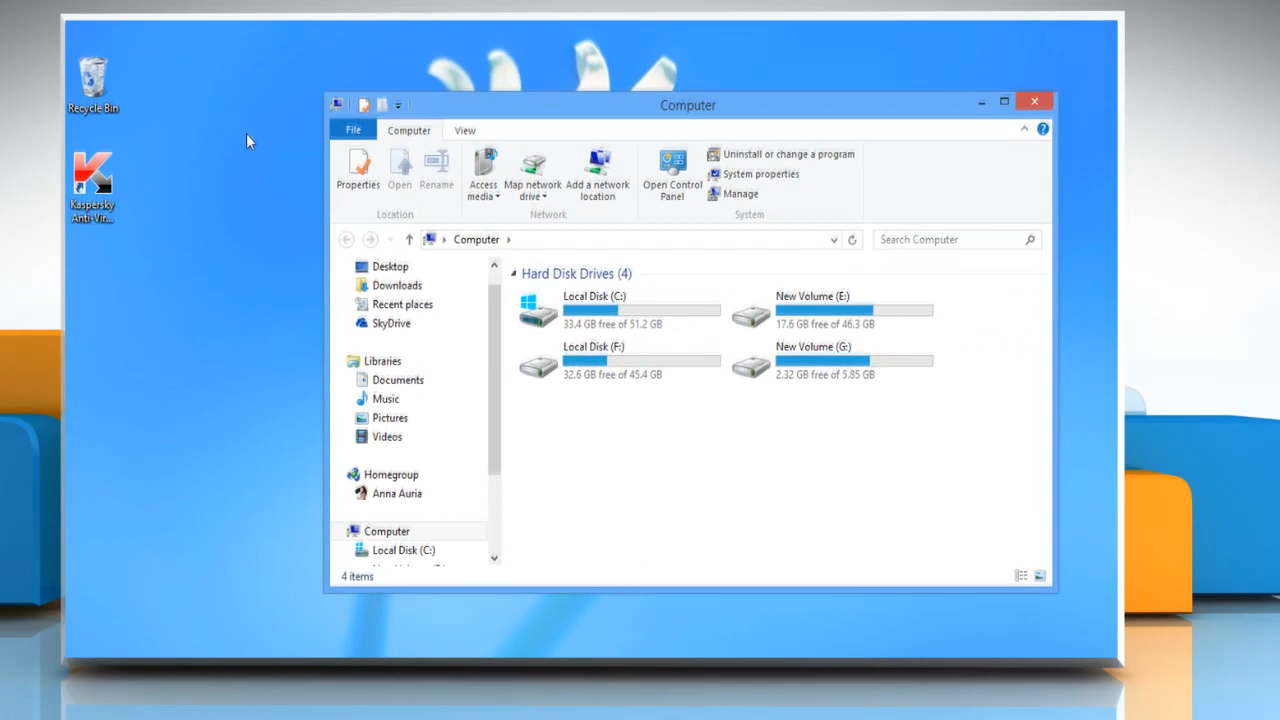 Recycle Bin
Kaspersky
Anti-Vir...
Computer
File
Computer
View
Properties
Open
Rename
Access
media
Map network
drive
Add a network
location
Open Control
Panel
Uninstall or change a program
System properties
Manage
Location
Network
System
Computer
Search Computer
Desktop
Downloads
Recent places
SkyDrive
Libraries
Documents
Music
Pictures
Videos
Homegroup
Anna Auria
Computer
Local Disk (C:)
Hard Disk Drives (4)
Local Disk (C:)
33.4 GB free of 51.2 GB
New Volume (E:)
17.6 GB free of 46.3 GB
Local Disk (F:)
32.6 GB free of 45.4 GB
New Volume (G:)
2.32 GB free of 5.85 GB
4 items